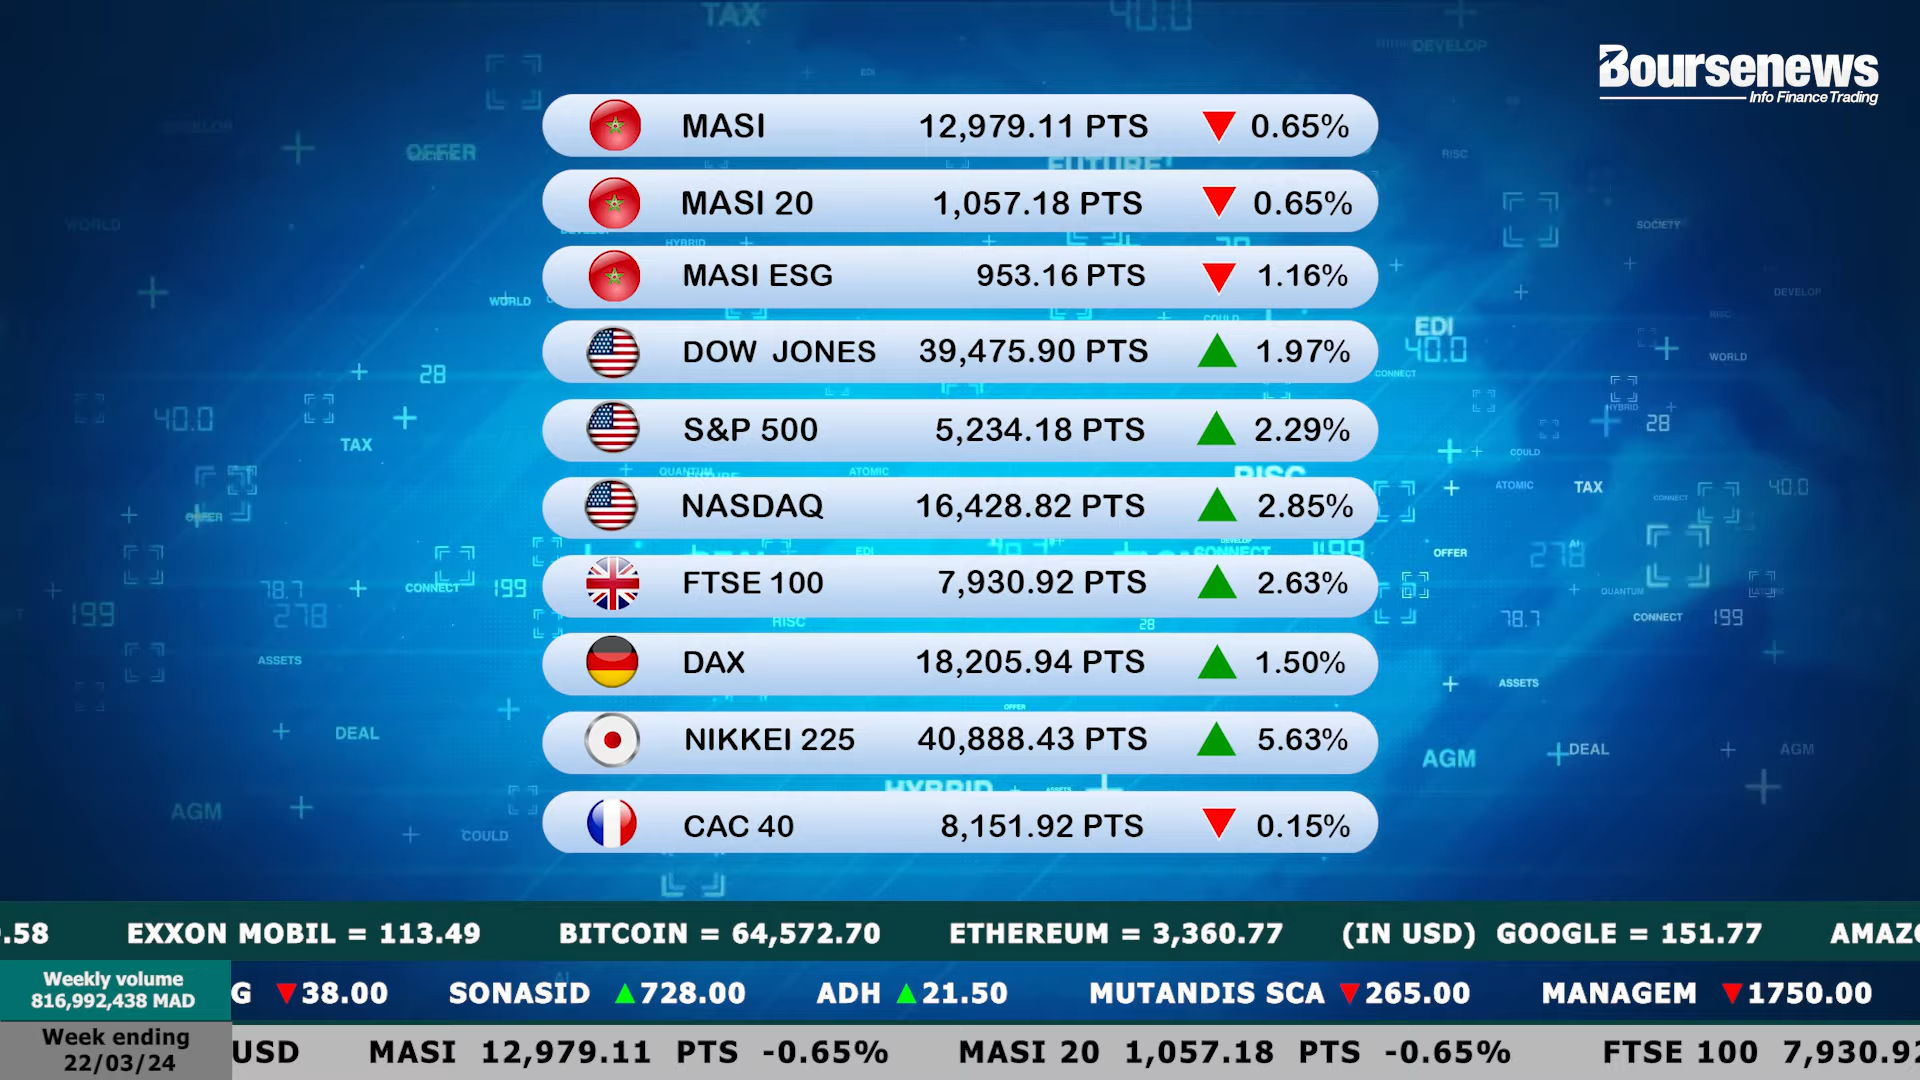 Boursenews
Info Finance Trading
MASI 12,979.11 PTS ▼ 0.65%
MASI 20 1,057.18 PTS ▼ 0.65%
MASI ESG 953.16 PTS ▼ 1.16%
DOW JONES 39,475.90 PTS ▲ 1.97%
S&P 500 5,234.18 PTS ▲ 2.29%
NASDAQ 16,428.82 PTS ▲ 2.85%
FTSE 100 7,930.92 PTS ▲ 2.63%
DAX 18,205.94 PTS ▲ 1.50%
NIKKEI 225 40,888.43 PTS ▲ 5.63%
CAC 40 8,151.92 PTS ▼ 0.15%
.58 EXXON MOBIL = 113.49 BITCOIN = 64,572.70 ETHEREUM = 3,360.77 (IN USD) GOOGLE = 151.77 AMAZ
Weekly volume
816,992,438 MAD
G ▼38.00 SONASID ▲728.00 ADH ▲21.50 MUTANDIS SCA ▼265.00 MANAGEM ▼1750.00
Week ending
22/03/24
USD MASI 12,979.11 PTS -0.65% MASI 20 1,057.18 PTS -0.65% FTSE 100 7,930.92